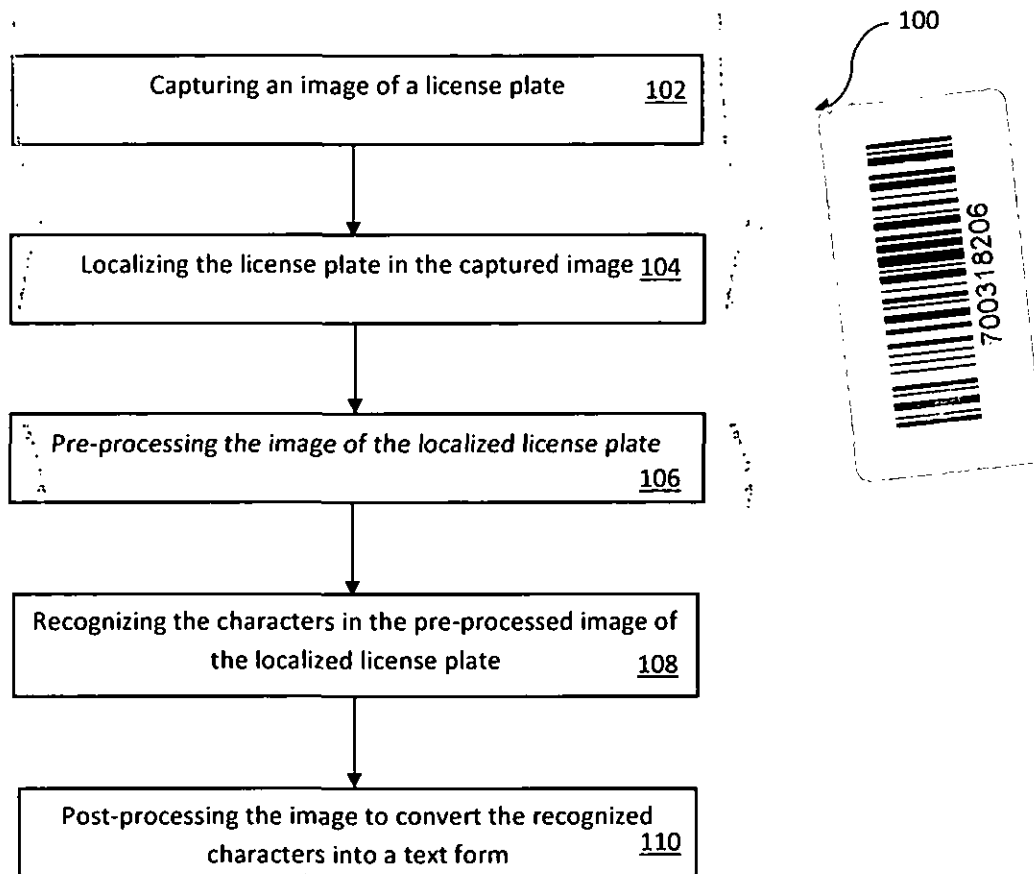 100
Capturing an image of a license plate 102
Localizing the license plate in the captured image 104
Pre-processing the image of the localized license plate
106
Recognizing the characters in the pre-processed image of
the localized license plate 108
Post-processing the image to convert the recognized
characters into a text form 110
700318206